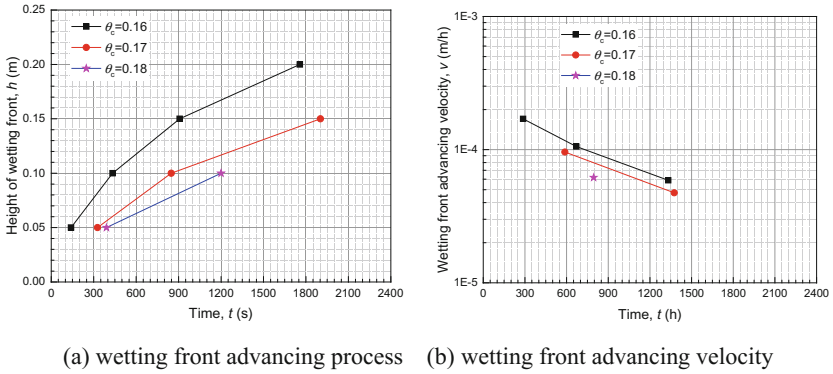 0.25
0.20
0.15
0.10
0.05
0.00
Height of wetting front, h (m)
θc=0.16
θc=0.17
θc=0.18
0 300 600 900 1200 1500 1800 2100 2400
Time, t (s)
1E-3
1E-4
1E-5
Wetting front advancing velocity, v (m/h)
θc=0.16
θc=0.17
θc=0.18
0 300 600 900 1200 1500 1800 2100 2400
Time, t (h)
(a) wetting front advancing process (b) wetting front advancing velocity